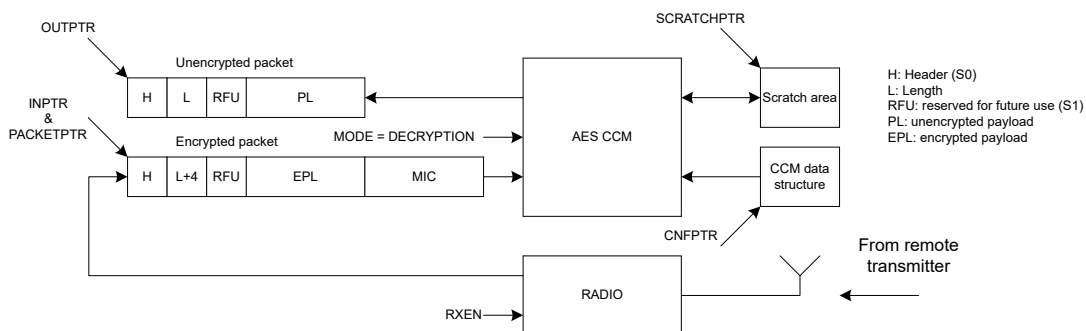 SCRATCHPTR
OUTPTR
Unencrypted packet
H L RFU PL
INPTR
&
PACKETPTR
MODE = DECRYPTION
Encrypted packet
H L+4 RFU EPL MIC
AES CCM
Scratch area
CCM data
structure
CNFPTR
H: Header (S0)
L: Length
RFU: reserved for future use (S1)
PL: unencrypted payload
EPL: encrypted payload
From remote
transmitter
RADIO
RXEN